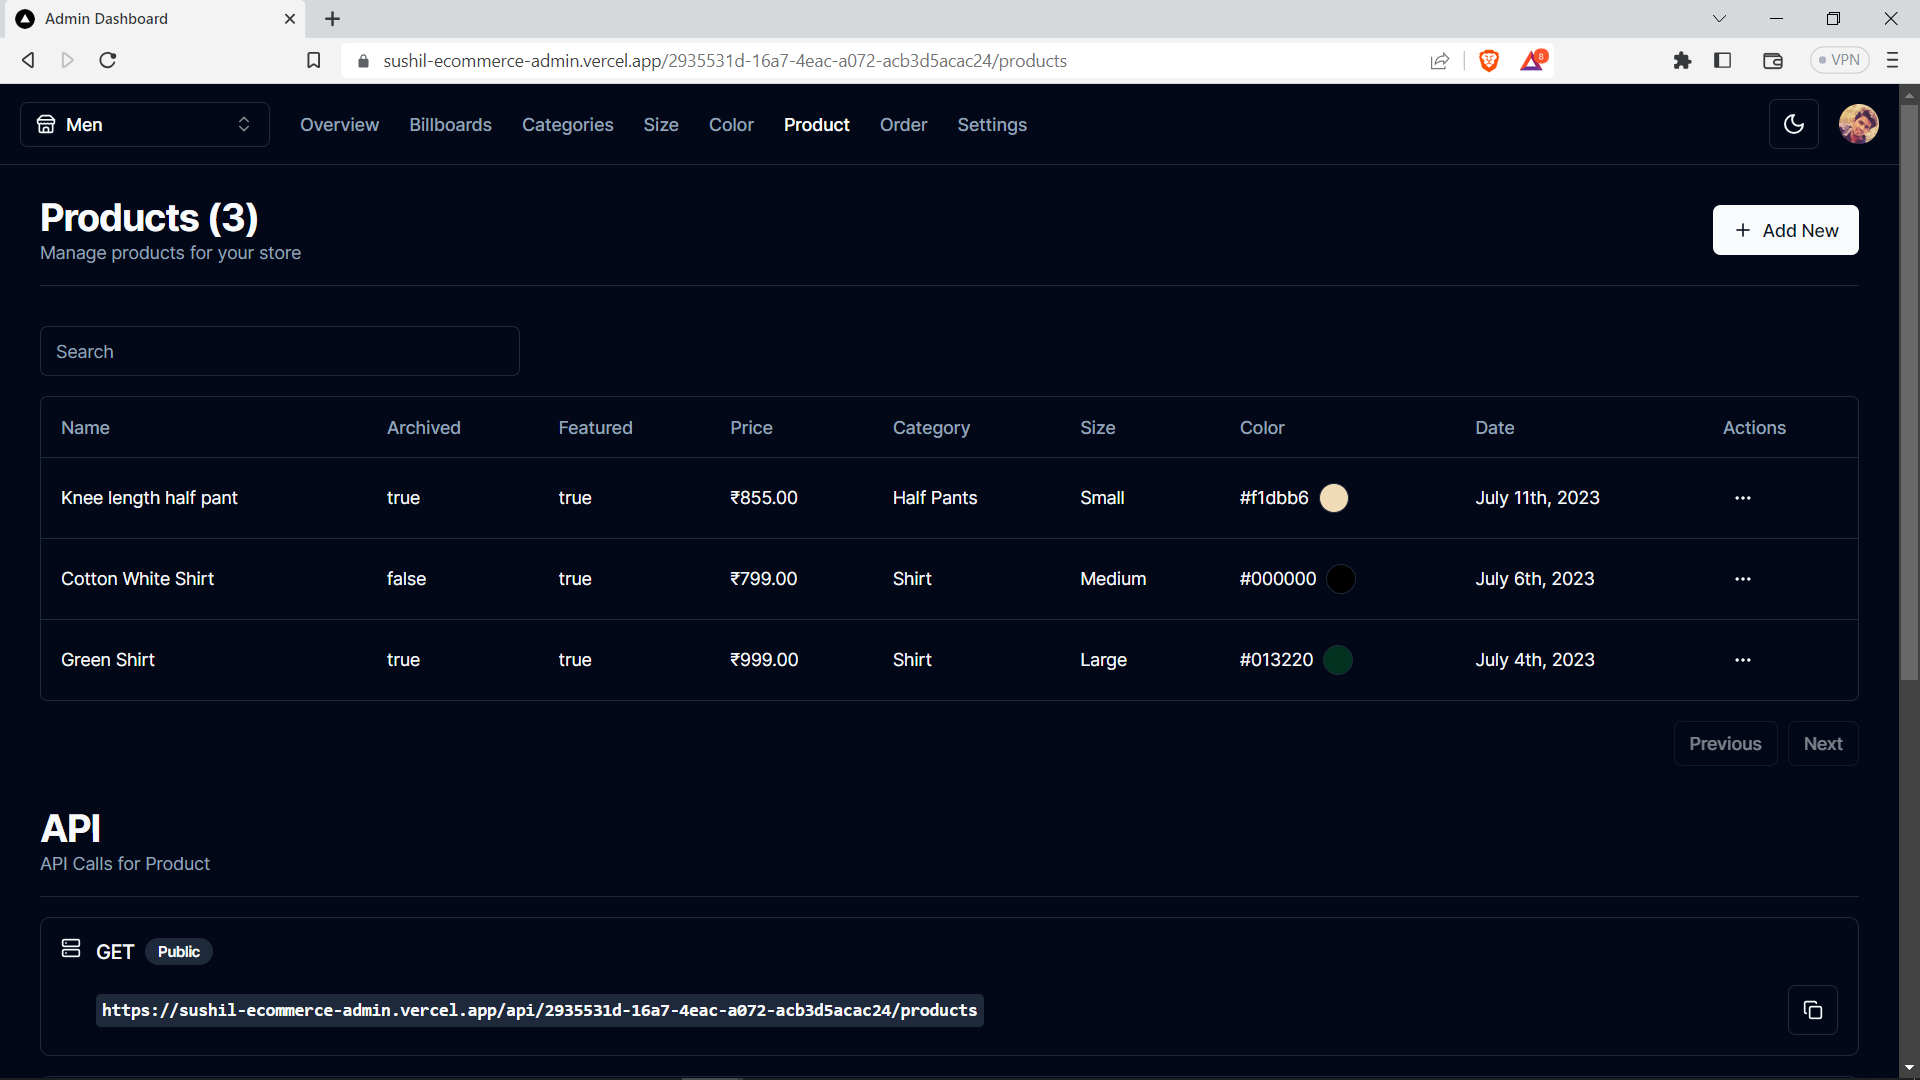 Admin Dashboard
sushil-ecommerce-admin.vercel.app/2935531d-16a7-4eac-a072-acb3d5acac24/products
8
VPN
Men
Overview Billboards Categories Size Color Product Order Settings
Products (3)
Manage products for your store
+ Add New
Search
Name Archived Featured Price Category Size Color Date Actions
Knee length half pant true true ₹855.00 Half Pants Small #f1dbb6 July 11th, 2023 ...
Cotton White Shirt false true ₹799.00 Shirt Medium #000000 July 6th, 2023 ...
Green Shirt true true ₹999.00 Shirt Large #013220 July 4th, 2023 ...
Previous Next
API
API Calls for Product
GET Public
https://sushil-ecommerce-admin.vercel.app/api/2935531d-16a7-4eac-a072-acb3d5acac24/products